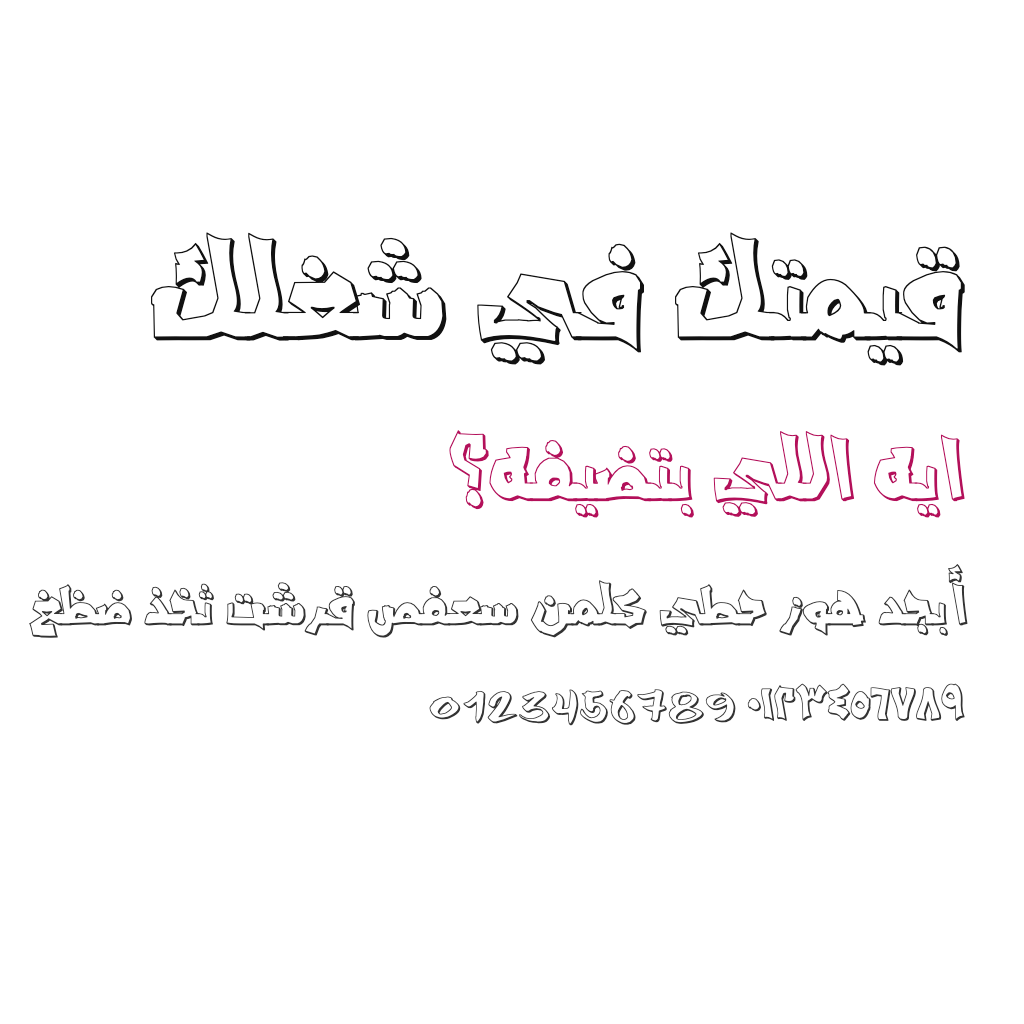 قيمتك في شغلك
ايه اللي بتضيفه؟
أبجد هوز حطي كلمن سعفص قرشت ثخذ ضظغ
0123456789 ٠١٢٣٤٥٦٧٨٩